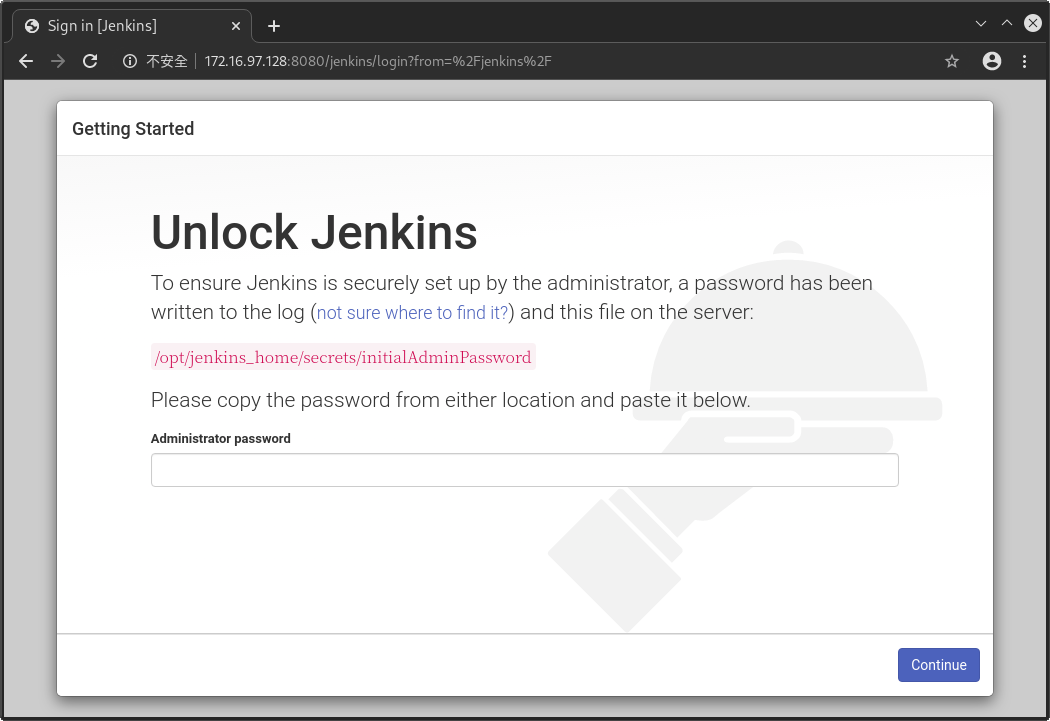 Sign in [Jenkins]
不安全
172.16.97.128:8080/jenkins/login?from=%2Fjenkins%2F
Getting Started
Unlock Jenkins
To ensure Jenkins is securely set up by the administrator, a password has been
written to the log (not sure where to find it?) and this file on the server:
/opt/jenkins_home/secrets/initialAdminPassword
Please copy the password from either location and paste it below.
Administrator password
Continue